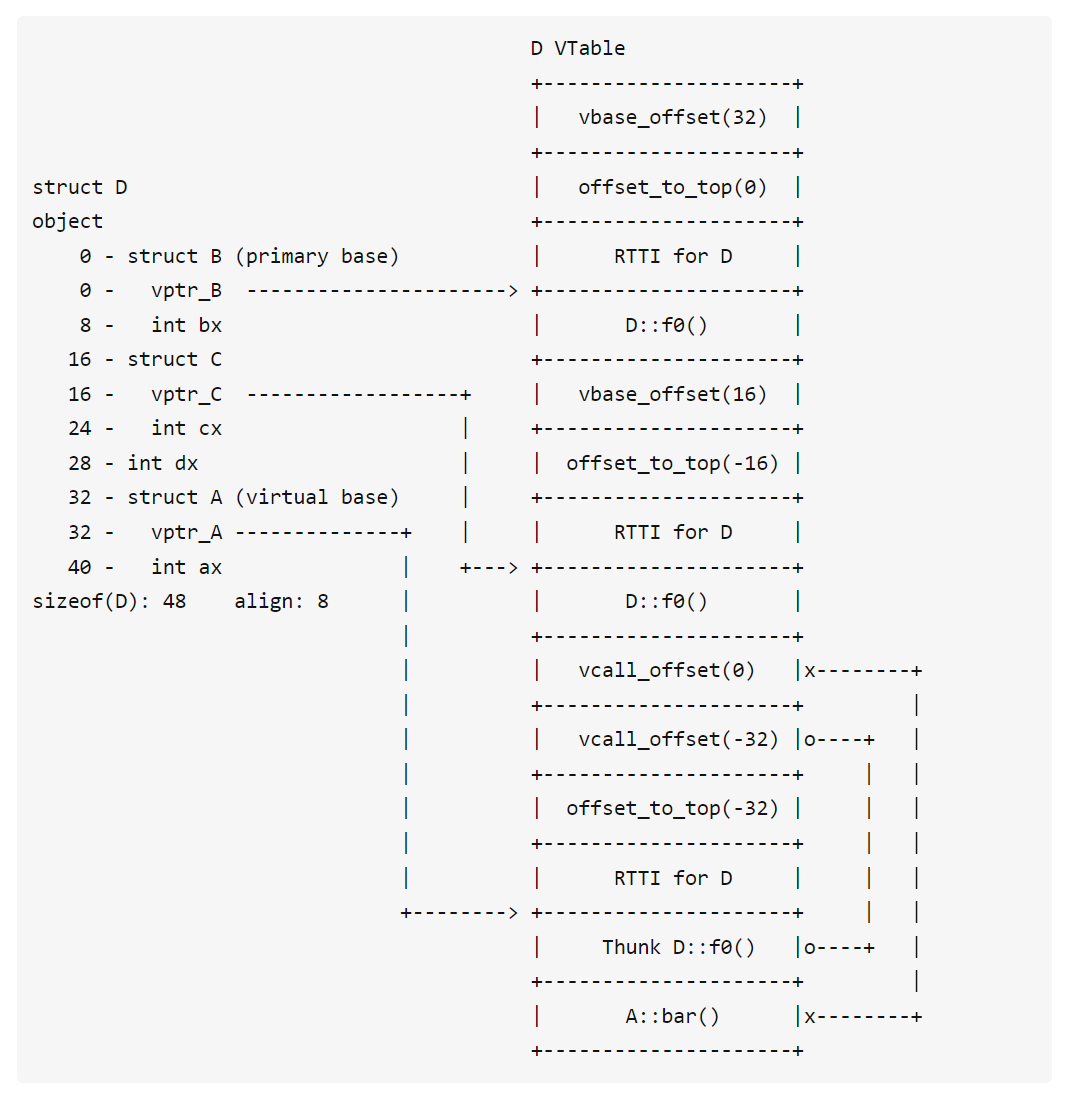 D VTable
                                          +---------------------+
                                          |   vbase_offset(32)  |
                                          +---------------------+
struct D                                  |   offset_to_top(0)  |
object                                    +---------------------+
    0 - struct B (primary base)           |      RTTI for D     |
    0 -   vptr_B  ----------------------> +---------------------+
    8 -   int bx                          |       D::f0()       |
   16 - struct C                          +---------------------+
   16 -   vptr_C  ------------------+     |   vbase_offset(16)  |
   24 -   int cx                    |     +---------------------+
   28 - int dx                      |     |  offset_to_top(-16) |
   32 - struct A (virtual base)     |     +---------------------+
   32 -   vptr_A --------------+    |     |      RTTI for D     |
   40 -   int ax               |    +---> +---------------------+
sizeof(D): 48    align: 8      |          |       D::f0()       |
                               |          +---------------------+
                               |          |   vcall_offset(0)   |x--------+
                               |          +---------------------+         |
                               |          |   vcall_offset(-32) |o----+   |
                               |          +---------------------+     |   |
                               |          |  offset_to_top(-32) |     |   |
                               |          +---------------------+     |   |
                               |          |      RTTI for D     |     |   |
                               +--------> +---------------------+     |   |
                                          |     Thunk D::f0()   |o----+   |
                                          +---------------------+         |
                                          |       A::bar()      |x--------+
                                          +---------------------+